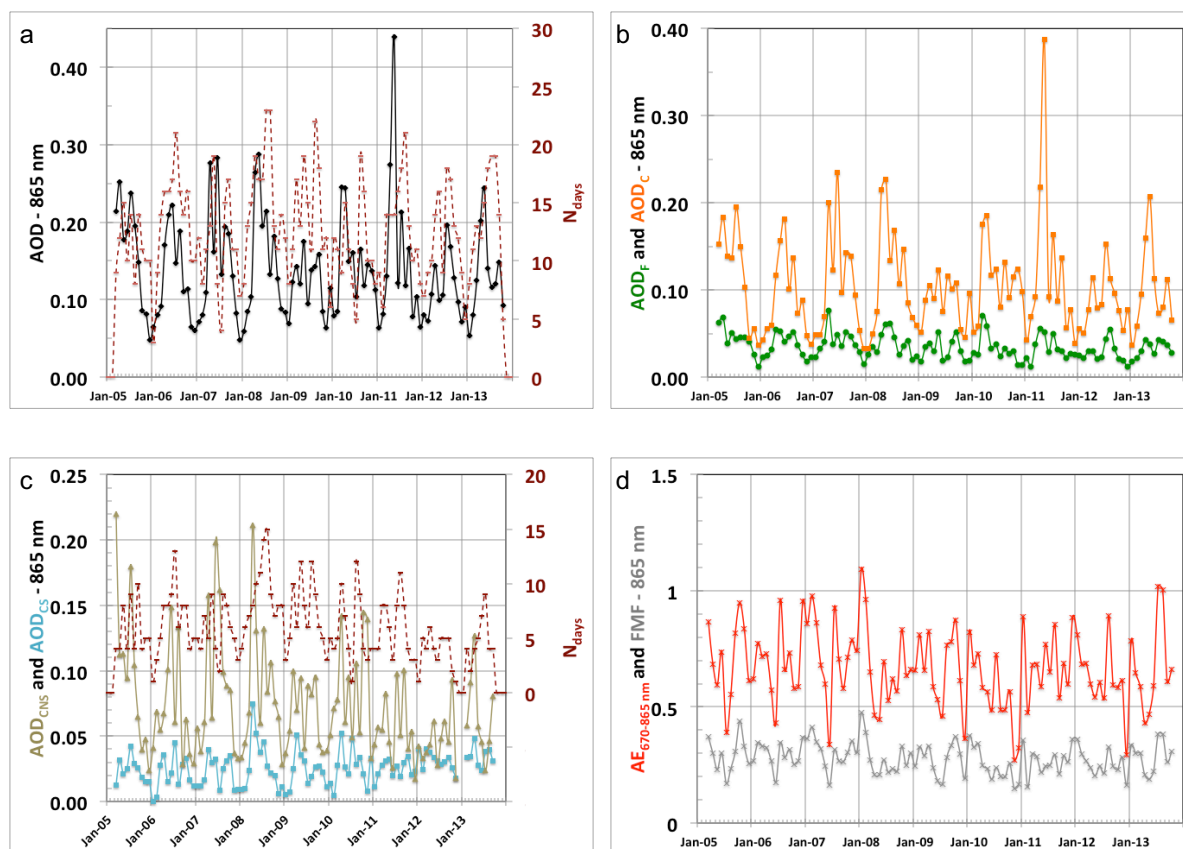 a
AOD - 865 nm
0.40
0.30
0.20
0.10
0.00
30
25
20
15
10
5
0
N_days
Jan-05 Jan-06 Jan-07 Jan-08 Jan-09 Jan-10 Jan-11 Jan-12 Jan-13
b
AOD_F and AOD_C - 865 nm
0.40
0.30
0.20
0.10
0.00
Jan-05 Jan-06 Jan-07 Jan-08 Jan-09 Jan-10 Jan-11 Jan-12 Jan-13
c
AOD_CNS and AOD_CS - 865 nm
0.25
0.20
0.15
0.10
0.05
0.00
20
15
10
5
0
N_days
Jan-05 Jan-06 Jan-07 Jan-08 Jan-09 Jan-10 Jan-11 Jan-12 Jan-13
d
AE_670-865 nm and FMF - 865 nm
1.5
1
0.5
0
Jan-05 Jan-06 Jan-07 Jan-08 Jan-09 Jan-10 Jan-11 Jan-12 Jan-13